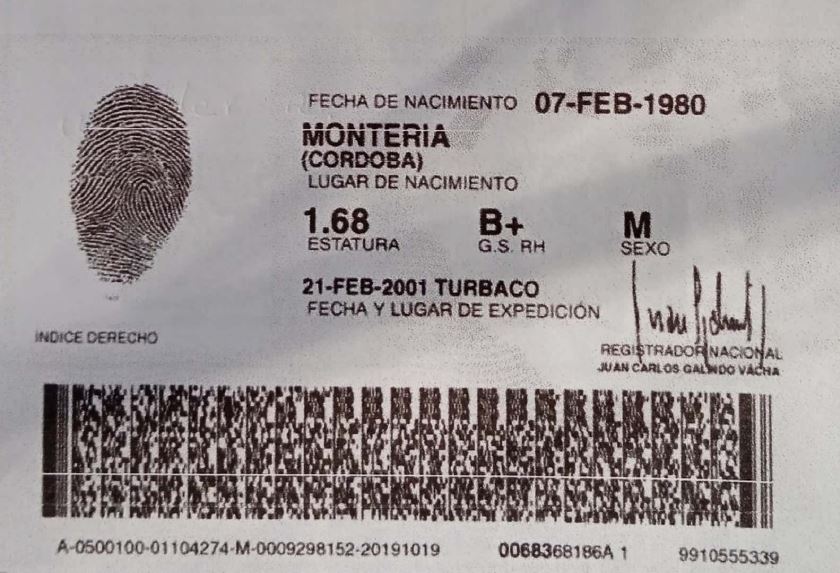 FECHA DE NACIMIENTO 07-FEB-1980
MONTERIA
(CORDOBA)
LUGAR DE NACIMIENTO
1.68 B+ M
ESTATURA G.S. RH SEXO
21-FEB-2001 TURBACO
FECHA Y LUGAR DE EXPEDICIÓN
INDICE DERECHO
REGISTRADOR NACIONAL
JUAN CARLOS GALINDO VACHA
A-0500100-01104274-M-0009298152-20191019 0068368186A 1 9910555339